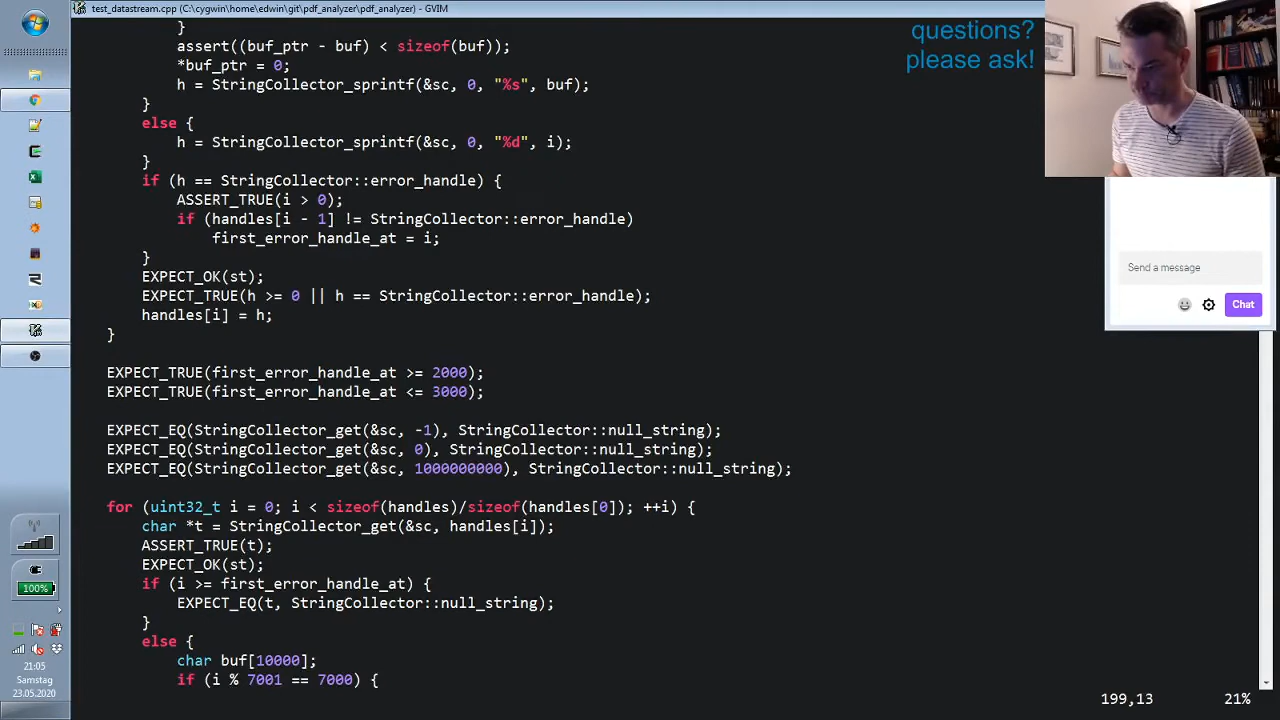 test_datastream.cpp (C:\cygwin\home\edwin\git\pdf_analyzer\pdf_analyzer) - GVIM
questions?
please ask!
}
assert((buf_ptr - buf) < sizeof(buf));
*buf_ptr = 0;
h = StringCollector_sprintf(&sc, 0, "%s", buf);
}
else {
h = StringCollector_sprintf(&sc, 0, "%d", i);
}
if (h == StringCollector::error_handle) {
ASSERT_TRUE(i > 0);
if (handles[i - 1] != StringCollector::error_handle)
first_error_handle_at = i;
}
EXPECT_OK(st);
EXPECT_TRUE(h >= 0 || h == StringCollector::error_handle);
handles[i] = h;
}
EXPECT_TRUE(first_error_handle_at >= 2000);
EXPECT_TRUE(first_error_handle_at <= 3000);
EXPECT_EQ(StringCollector_get(&sc, -1), StringCollector::null_string);
EXPECT_EQ(StringCollector_get(&sc, 0), StringCollector::null_string);
EXPECT_EQ(StringCollector_get(&sc, 1000000000), StringCollector::null_string);
for (uint32_t i = 0; i < sizeof(handles)/sizeof(handles[0]); ++i) {
char *t = StringCollector_get(&sc, handles[i]);
ASSERT_TRUE(t);
EXPECT_OK(st);
if (i >= first_error_handle_at) {
EXPECT_EQ(t, StringCollector::null_string);
}
else {
char buf[10000];
if (i % 7001 == 7000) {
199,13 21%
Send a message
Chat
100%
21:05
Samstag
23.05.2020